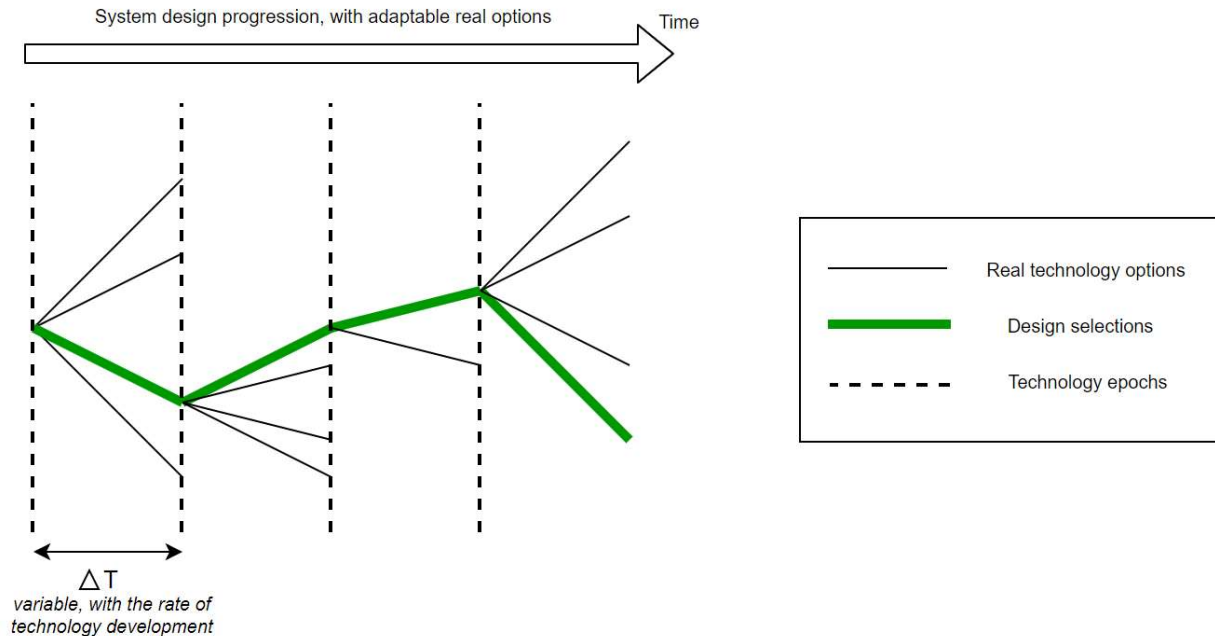 System design progression, with adaptable real options
Time
Real technology options
Design selections
Technology epochs
△T
variable, with the rate of
technology development